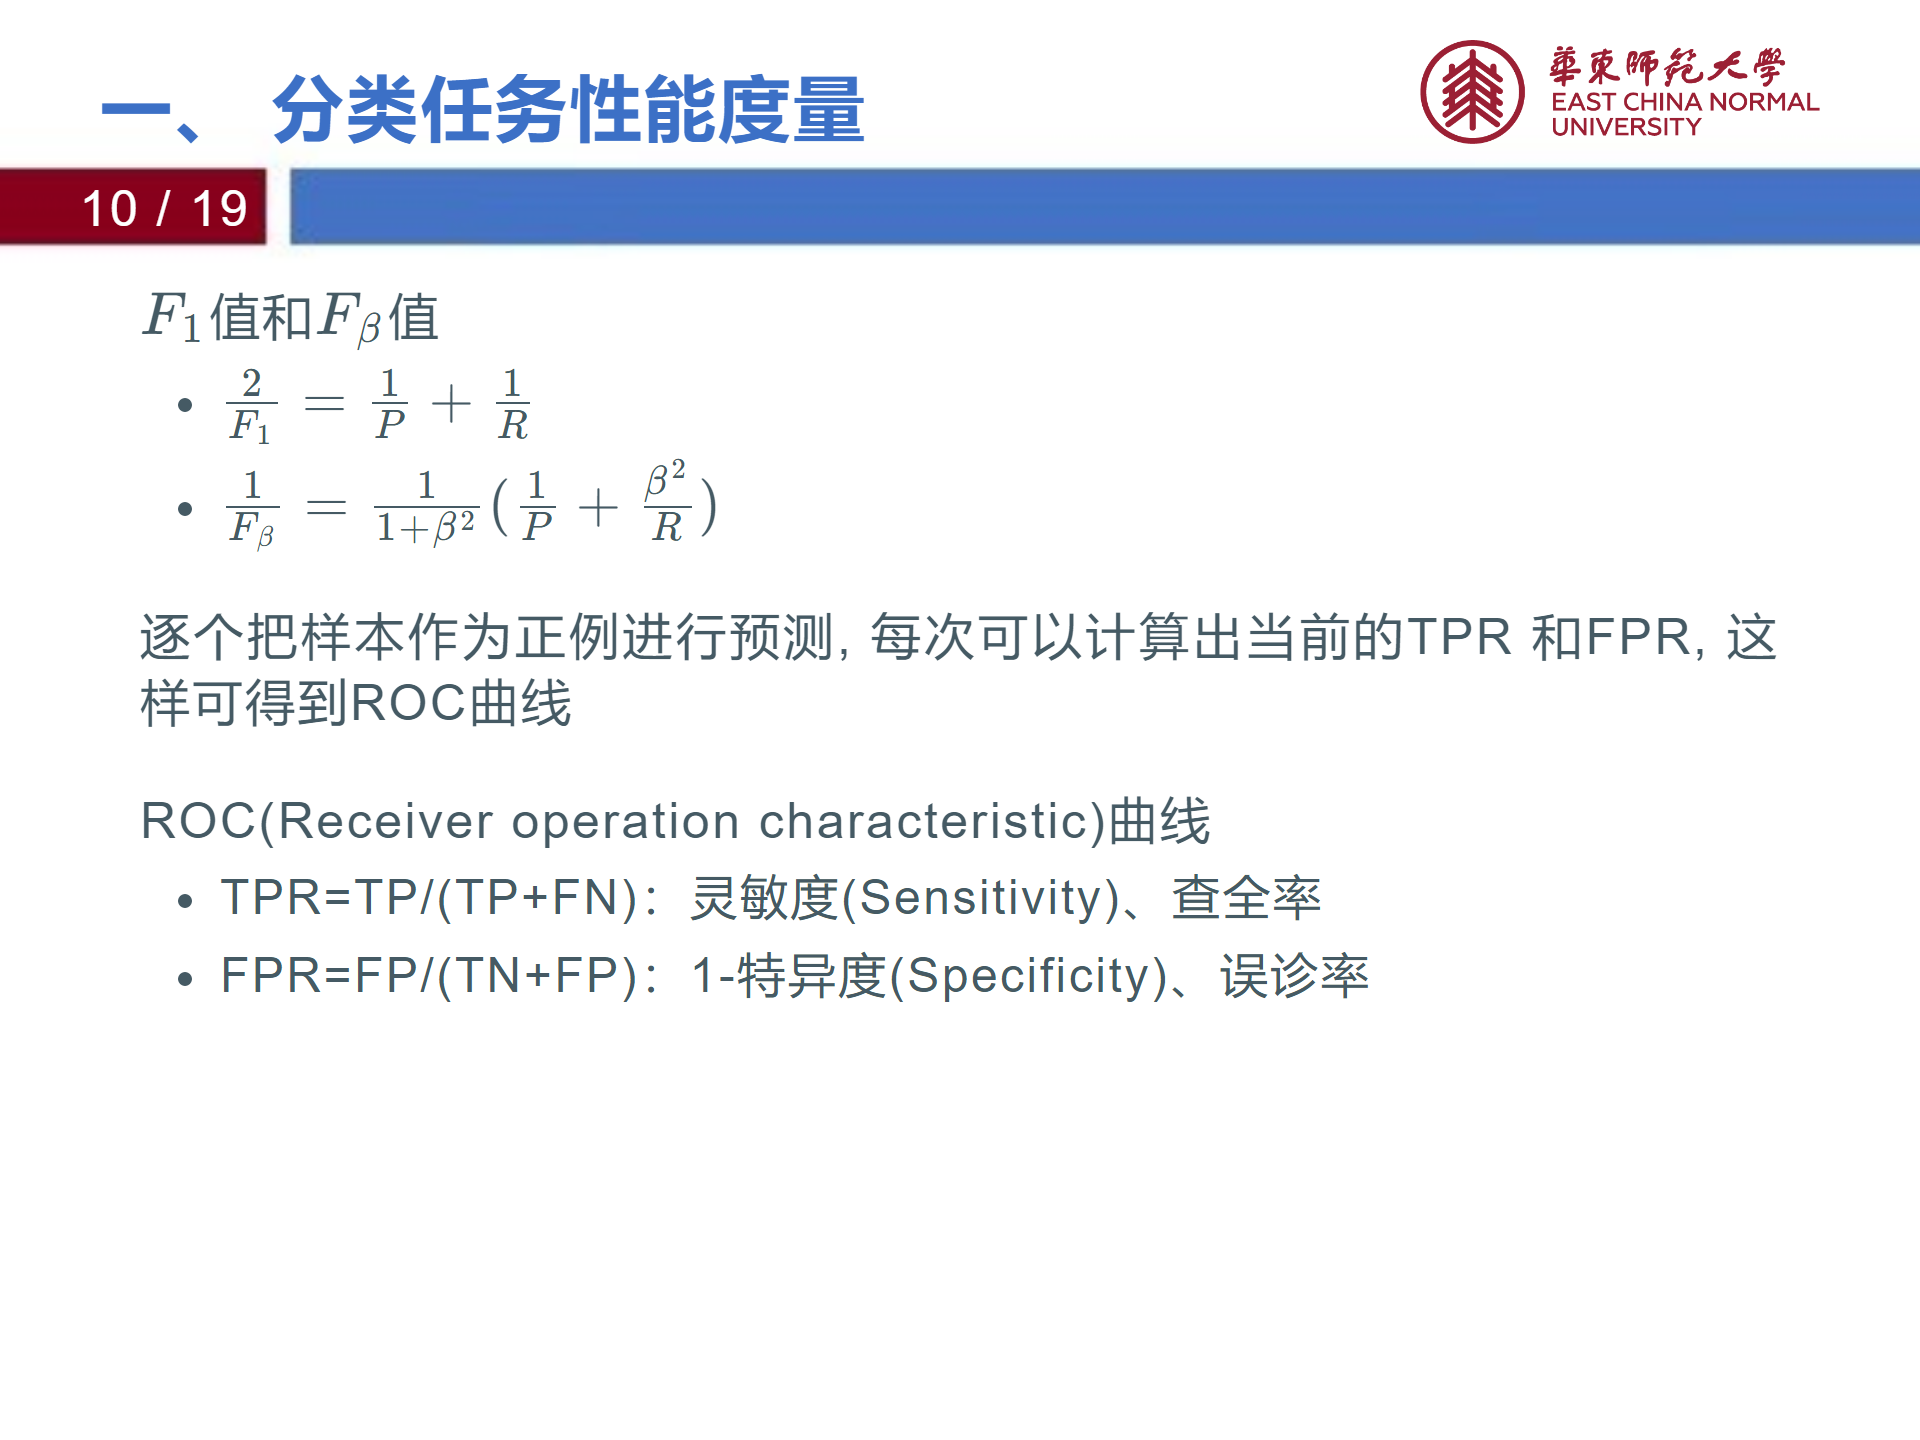 一、 分类任务性能度量
華東師範大學
EAST CHINA NORMAL
UNIVERSITY
10 / 19
F₁值和F_β值
• 2/F₁ = 1/P + 1/R
• 1/F_β = 1/(1+β²) (1/P + β²/R)
逐个把样本作为正例进行预测, 每次可以计算出当前的TPR 和FPR, 这
样可得到ROC曲线
ROC(Receiver operation characteristic)曲线
• TPR=TP/(TP+FN)：灵敏度(Sensitivity)、查全率
• FPR=FP/(TN+FP)：1-特异度(Specificity)、误诊率